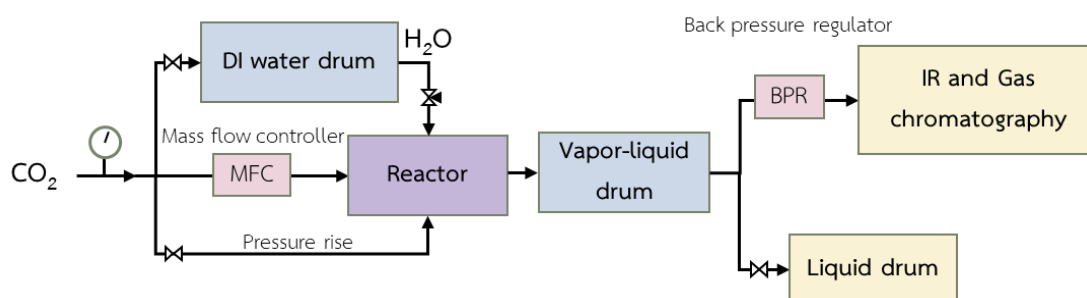 Back pressure regulator
DI water drum
H₂O
BPR
IR and Gas
chromatography
Mass flow controller
CO₂
MFC
Reactor
Vapor-liquid
drum
Pressure rise
Liquid drum